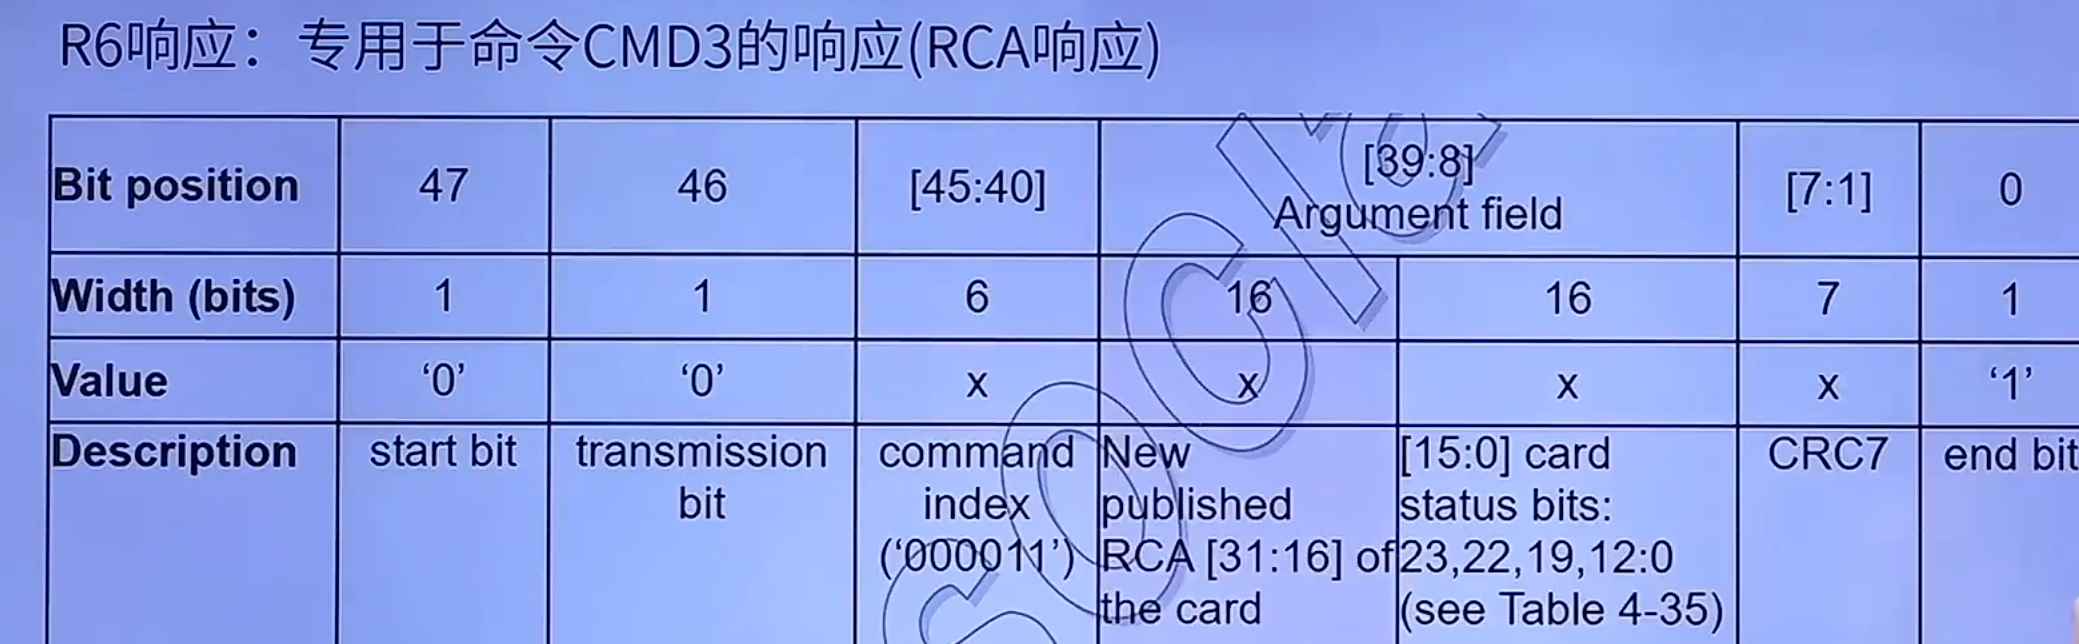 R6响应：专用于命令CMD3的响应(RCA响应)
Bit position 47 46 [45:40] [39:8] Argument field [7:1] 0
Width (bits) 1 1 6 16 16 7 1
Value ‘0’ ‘0’ x x x x ‘1’
Description start bit transmission command New [15:0] card CRC7 end bit
bit index published status bits:
(‘000011’) RCA [31:16] of 23,22,19,12:0
the card (see Table 4-35)